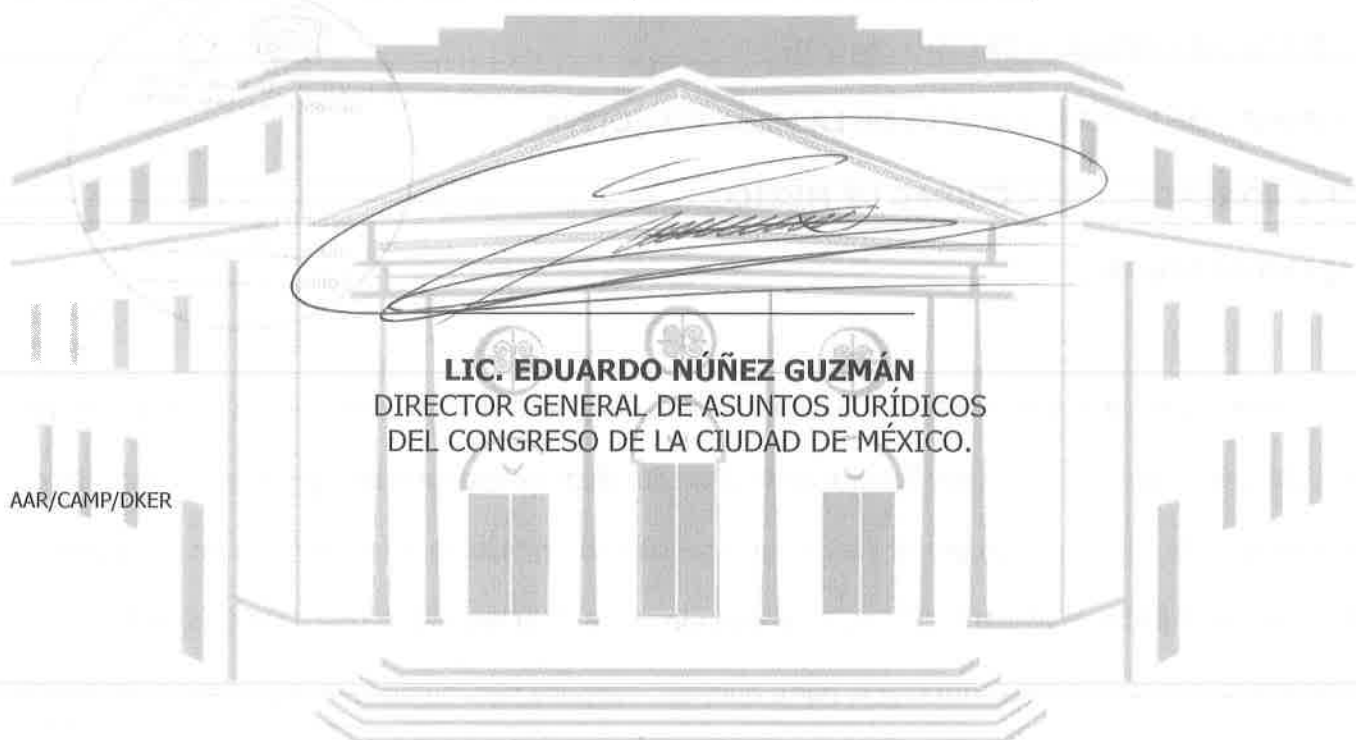 LIC. EDUARDO NÚÑEZ GUZMÁN
DIRECTOR GENERAL DE ASUNTOS JURÍDICOS
DEL CONGRESO DE LA CIUDAD DE MÉXICO.
AAR/CAMP/DKER